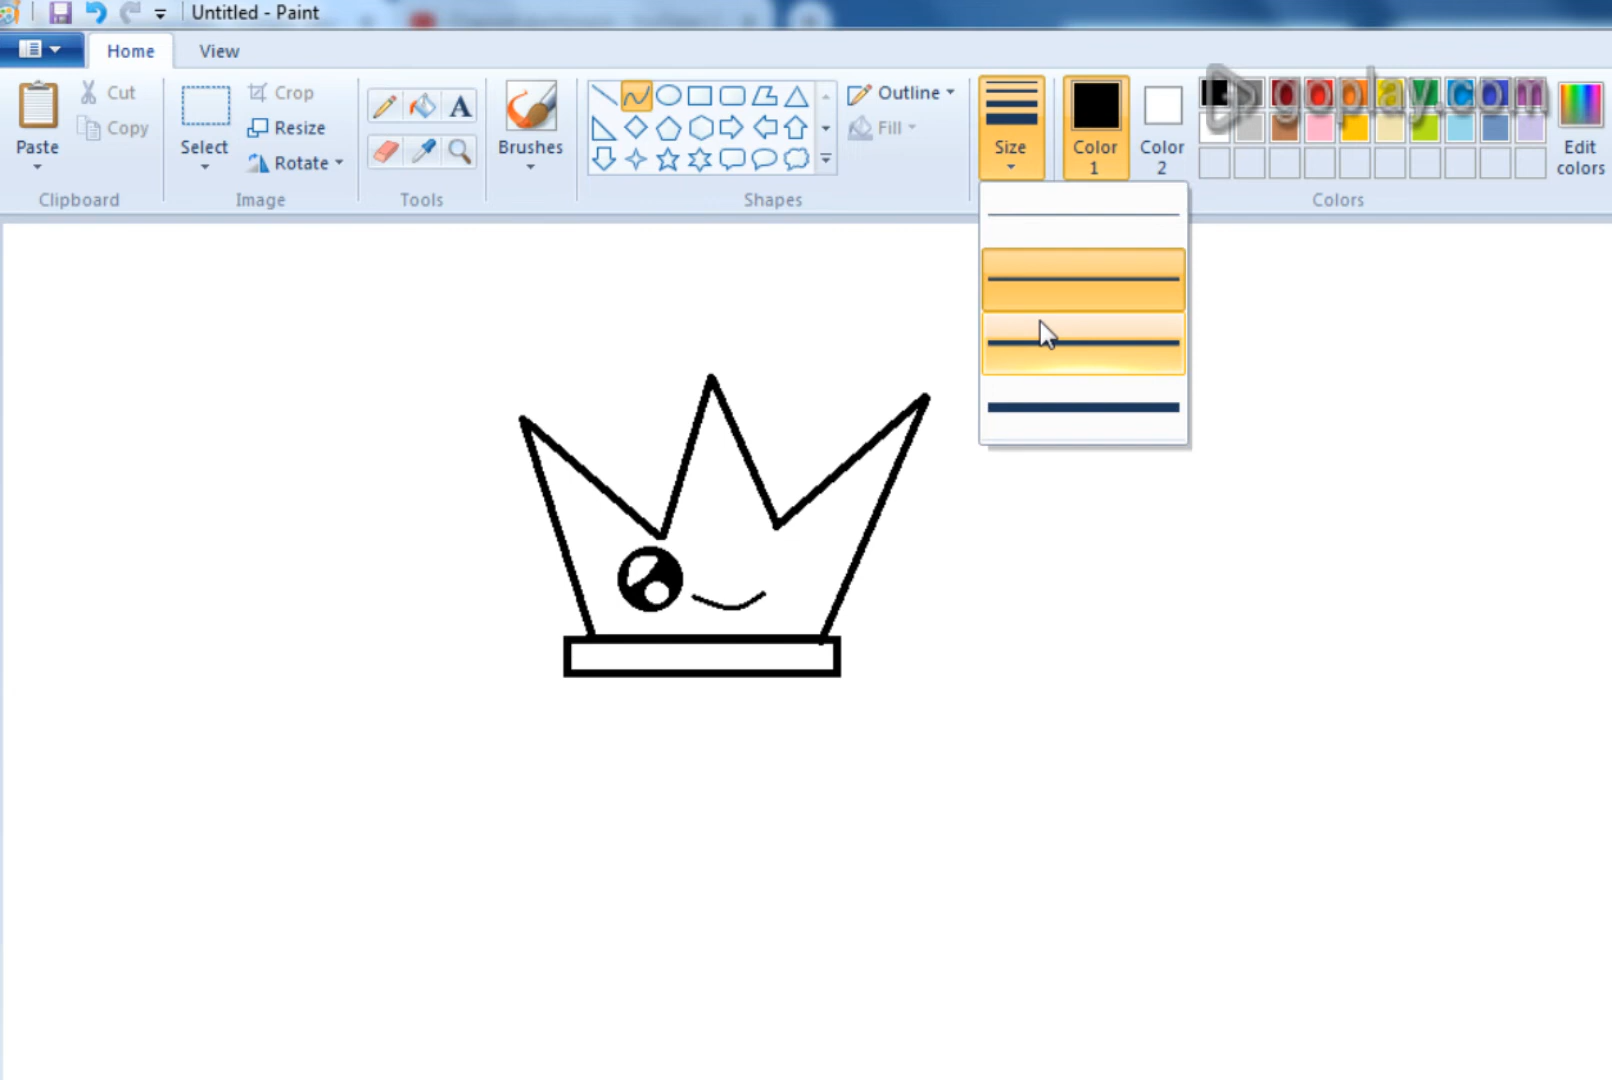 Untitled - Paint
Home
View
Paste
Cut
Copy
Clipboard
Select
Crop
Resize
Rotate
Image
A
Tools
Brushes
Shapes
Outline
Fill
Size
Color
1
Color
2
Edit
colors
Colors
goplay.com